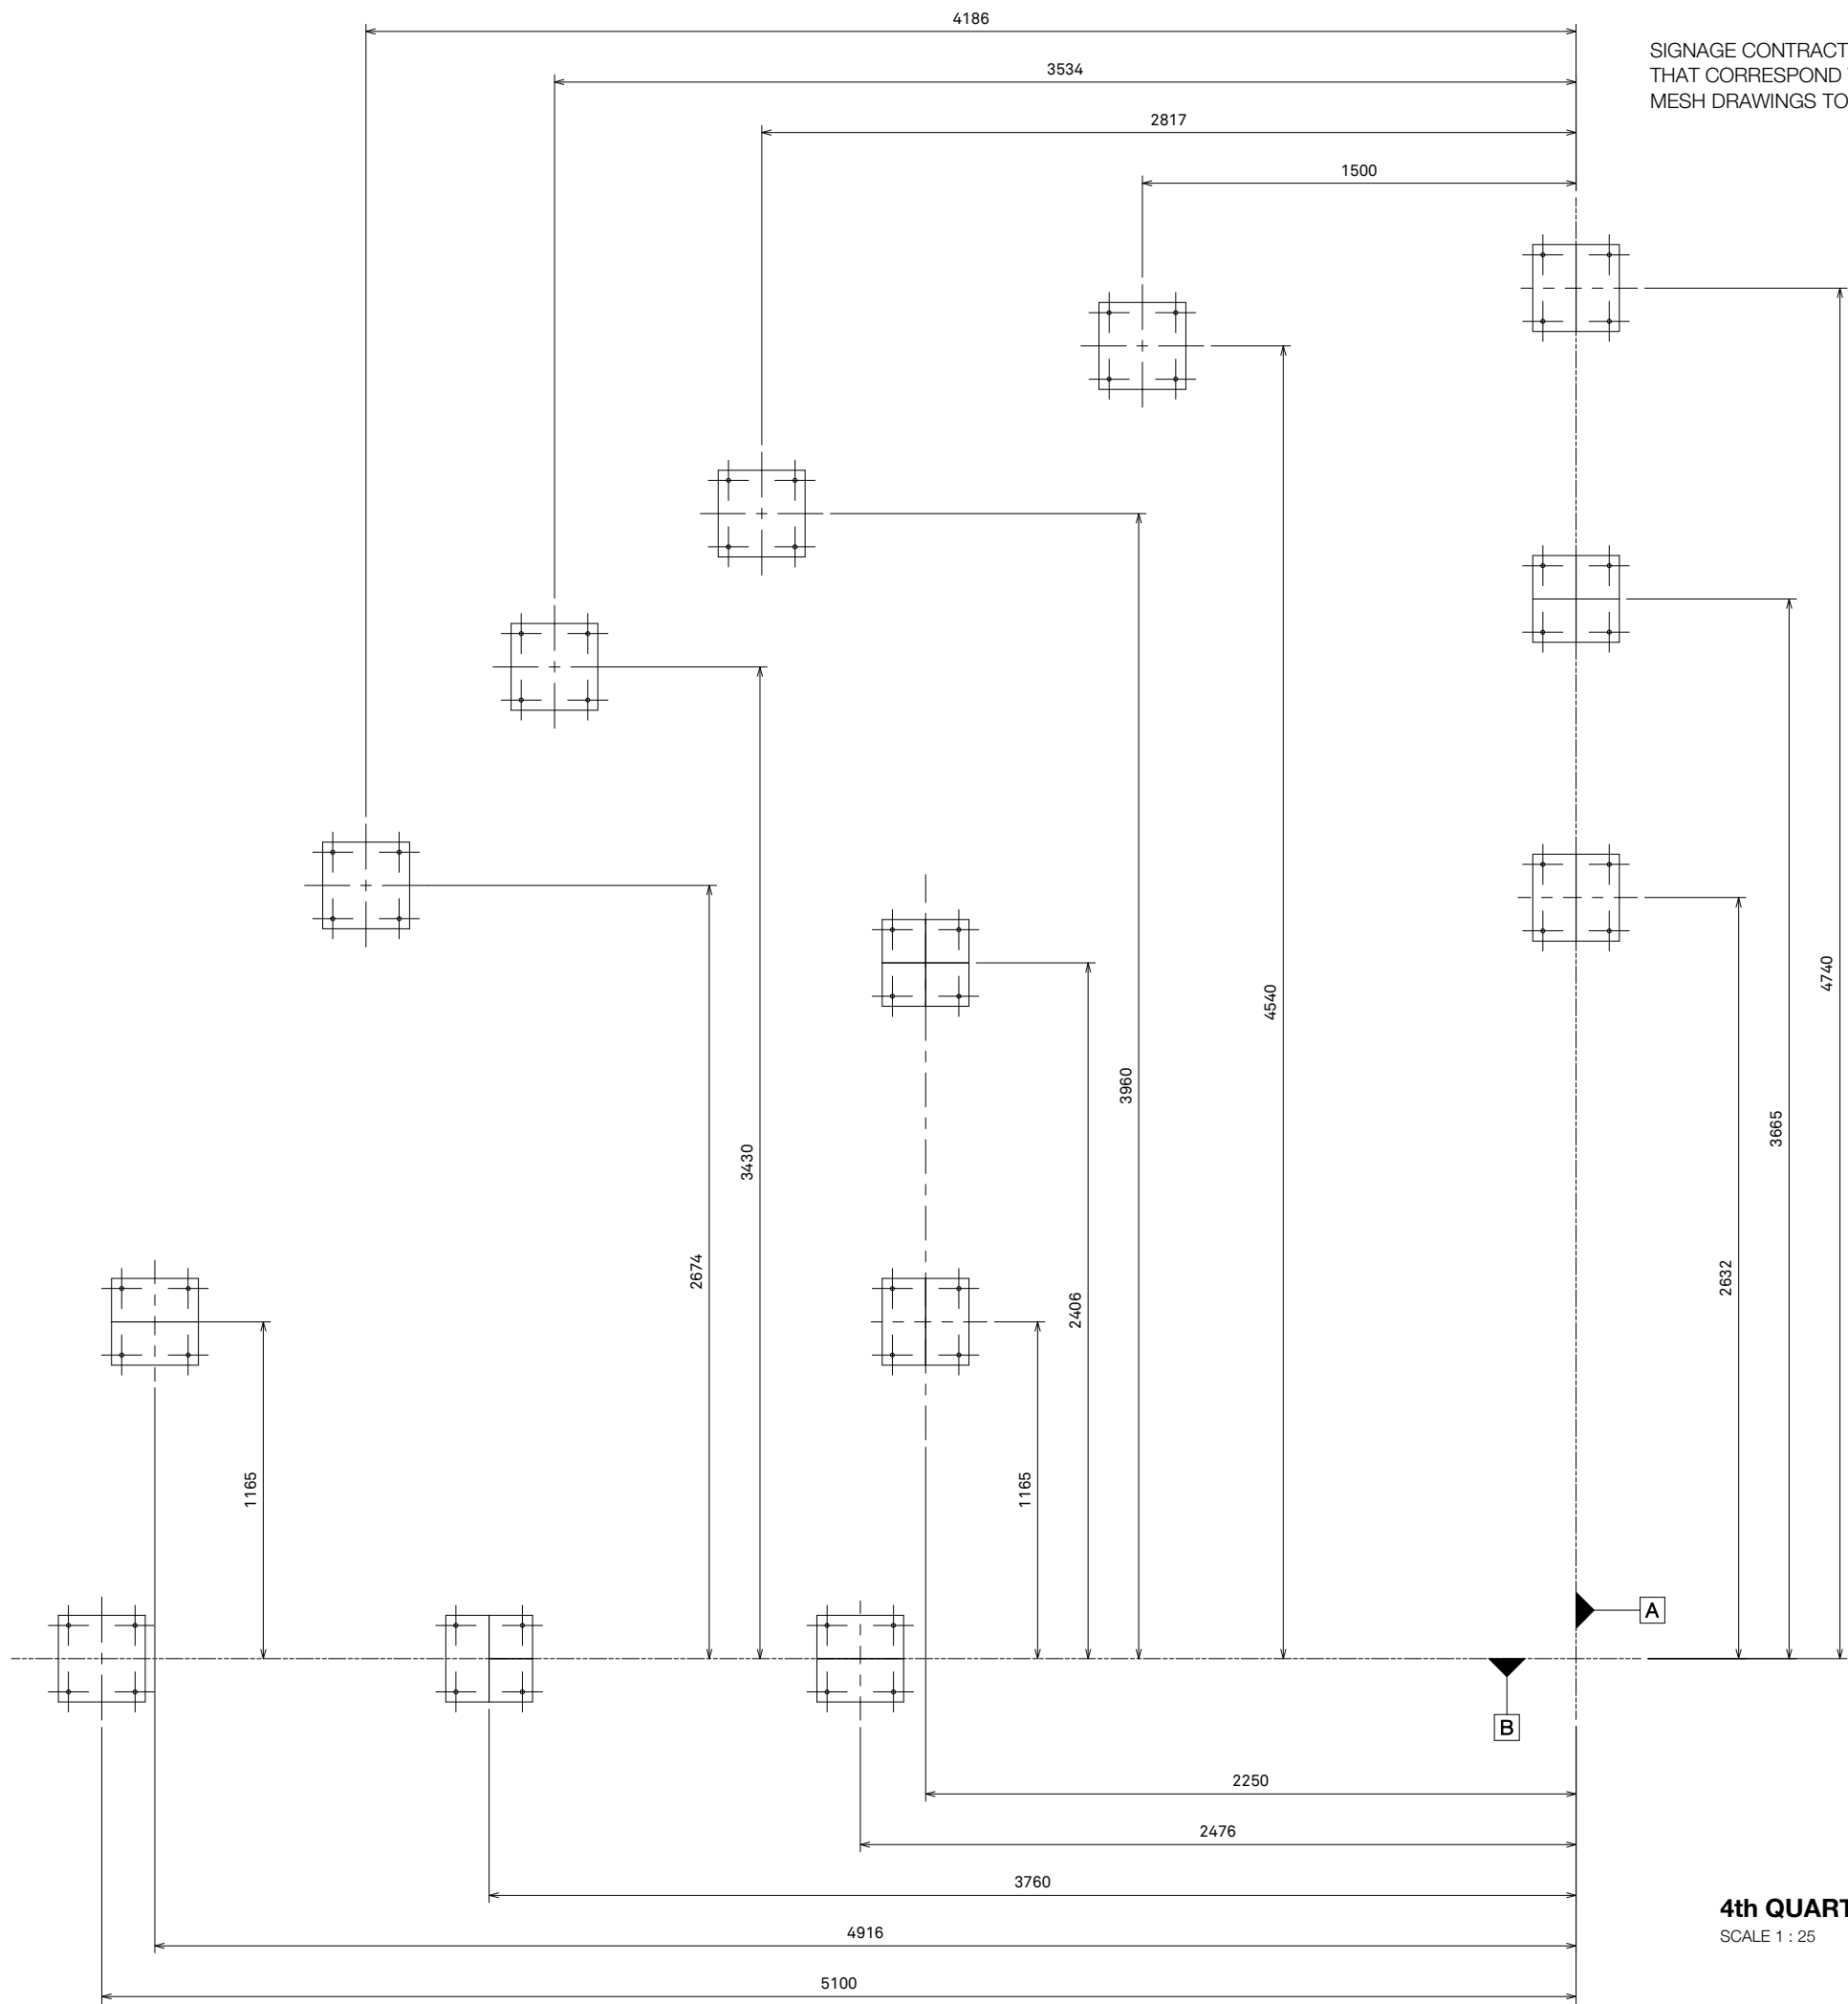 4186
SIGNAGE CONTRACT
THAT CORRESPOND
MESH DRAWINGS TO
3534
2817
1500
4740
4540
3960
3665
3430
2674
2632
2406
1165
1165
A
B
2250
2476
3760
4th QUART
SCALE 1 : 25
4916
5100